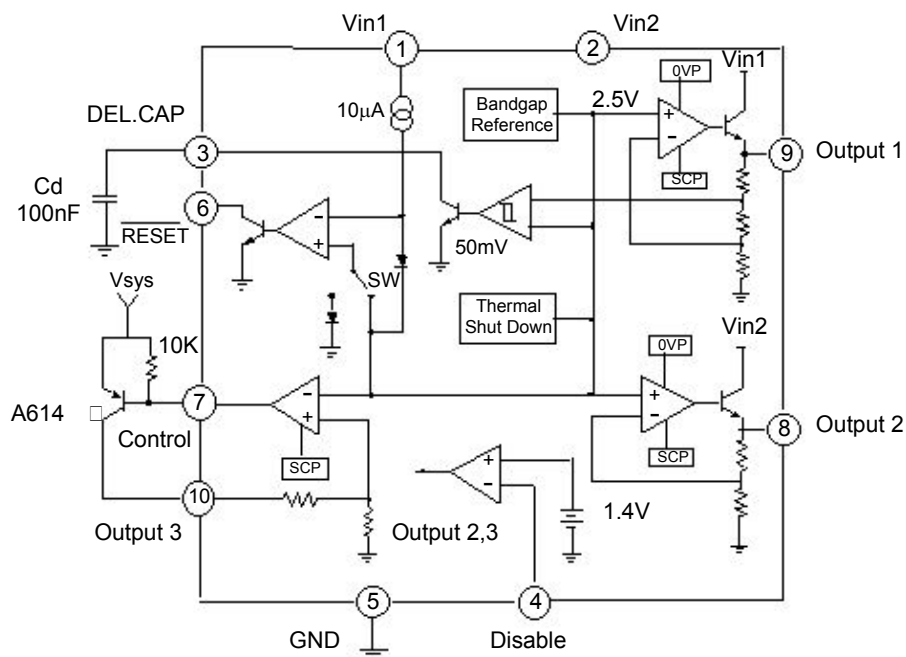 Vin1
Vin2
1
2
Vin1
0VP
10µA
Bandgap
Reference
2.5V
DEL.CAP
+
−
3
9
Output 1
SCP
Cd
100nF
6
RESET
−
+
50mV
SW
Vsys
Thermal
Shut Down
Vin2
10K
0VP
A614
7
−
+
+
−
8
Output 2
Control
SCP
SCP
+
−
10
1.4V
Output 3
Output 2,3
5
4
GND
Disable